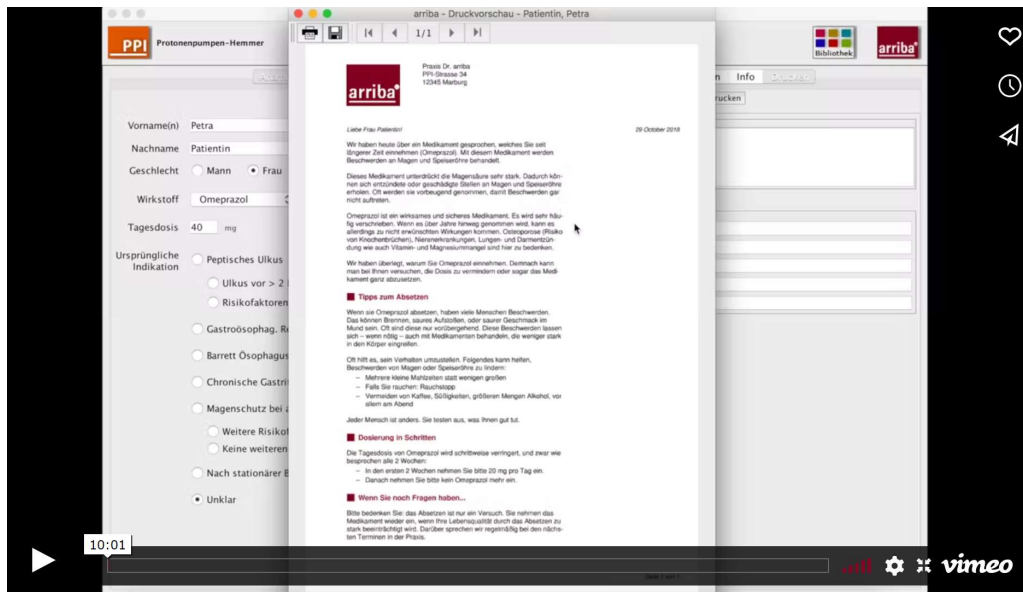 arriba - Druckvorschau - Patientin, Petra
PPI
Protonenpumpen-Hemmer
1/1
Bibliothek
arriba
Info
rucken
Vorname(n)
Petra
Nachname
Patientin
Geschlecht
Mann
Frau
Wirkstoff
Omeprazol
Tagesdosis
40
mg
Ursprüngliche
Indikation
Peptisches Ulkus
Ulkus vor > 2
Risikofaktoren
Gastroösophag. Re
Barrett Ösophagus
Chronische Gastri
Magenschutz bei a
Weitere Risikof
Keine weiteren
Nach stationärer B
Unklar
arriba
Praxis Dr. arriba
PPI-Strasse 34
12345 Marburg
Liebe Frau Patientin!
29 October 2018
Wir haben heute über ein Medikament gesprochen, welches Sie seit
längerer Zeit einnehmen (Omeprazol). Mit diesem Medikament werden
Beschwerden an Magen und Speiseröhre behandelt.
Dieses Medikament unterdrückt die Magensäure sehr stark. Dadurch kön-
nen sich entzündete oder geschädigte Stellen an Magen und Speiseröhre
erholen. Oft werden sie vorbeugend genommen, damit Beschwerden gar
nicht auftreten.
Omeprazol ist ein wirksames und sicheres Medikament. Es wird sehr häu-
fig verschrieben. Wenn es über Jahre hinweg genommen wird, kann es
allerdings zu nicht erwünschten Wirkungen kommen. Osteoporose (Risiko
von Knochenbrüchen), Nierenerkrankungen, Lungen- und Darmentzün-
dung wie auch Vitamin- und Magnesiummangel sind hier zu bedenken.
Wir haben überlegt, warum Sie Omeprazol einnehmen. Demnach kann
man bei Ihnen versuchen, die Dosis zu vermindern oder sogar das Medi-
kament ganz abzusetzen.
Tipps zum Absetzen
Wenn sie Omeprazol absetzen, haben viele Menschen Beschwerden.
Das können Brennen, saures Aufstoßen, oder saurer Geschmack im
Mund sein. Oft sind diese nur vorübergehend. Diese Beschwerden lassen
sich – wenn nötig – auch mit Medikamenten behandeln, die weniger stark
in den Körper eingreifen.
Oft hilft es, sein Verhalten umzustellen. Folgendes kann helfen,
Beschwerden von Magen oder Speiseröhre zu lindern:
– Mehrere kleine Mahlzeiten statt wenigen großen
– Falls Sie rauchen: Rauchstopp
– Vermeiden von Kaffee, Süßigkeiten, größeren Mengen Alkohol, vor
allem am Abend
Jeder Mensch ist anders. Sie testen aus, was Ihnen gut tut.
Dosierung in Schritten
Die Tagesdosis von Omeprazol wird schrittweise verringert, und zwar wie
besprochen alle 2 Wochen:
– In den ersten 2 Wochen nehmen Sie bitte 20 mg pro Tag ein.
– Danach nehmen Sie bitte kein Omeprazol mehr ein.
Wenn Sie noch Fragen haben...
Bitte bedenken Sie: das Absetzen ist nur ein Versuch. Sie nehmen das
Medikament wieder ein, wenn Ihre Lebensqualität durch das Absetzen zu
stark beeinträchtigt wird. Darüber sprechen wir regelmäßig bei den nächs-
ten Terminen in der Praxis.
Seite 1 von 1
10:01
vimeo